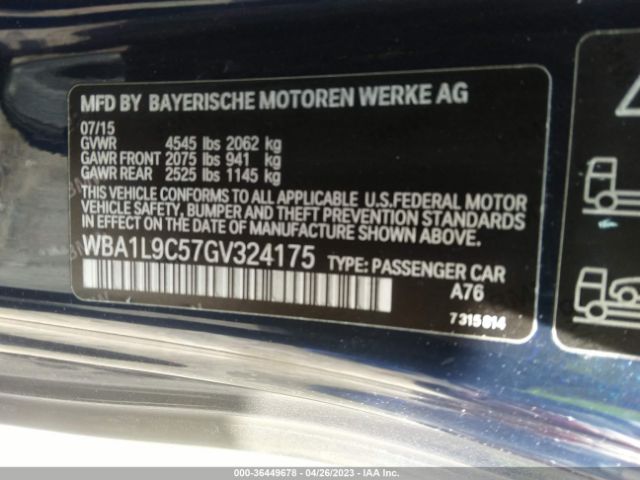 MFD BY BAYERISCHE MOTOREN WERKE AG
07/15
GVWR 4545 lbs 2062 kg
GAWR FRONT 2075 lbs 941 kg
GAWR REAR 2525 lbs 1145 kg
THIS VEHICLE CONFORMS TO ALL APPLICABLE U.S.FEDERAL MOTOR
VEHICLE SAFETY, BUMPER AND THEFT
PREVENTION STANDARDS IN EFFECT ON THE
DATE OF MANUFACTURE SHOWN ABOVE.
WBA1L9C57GV324175 TYPE: PASSENGER CAR
A76
7315814
000-36449678 - 04/26/2023 - IAA Inc.